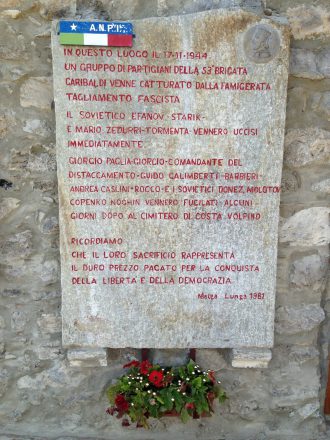 A.N.P.I.
IN QUESTO LUOGO IL 17-11-1944
UN GRUPPO DI PARTIGIANI DELLA 53ª BRIGATA
GARIBALDI VENNE CATTURATO DALLA FAMIGERATA
TAGLIAMENTO FASCISTA
IL SOVIETICO EFANOV-STARIK-
E MARIO ZEDURRI-TORMENTA VENNERO UCCISI
IMMEDIATAMENTE
GIORGIO PAGLIA-GIORGIO-COMANDANTE DEL
DISTACCAMENTO-GUIDO GALIMBERTI-BARBIERI-
ANDREA CASLINI-ROCCO-E I SOVIETICI DONEZ, MOLOTOV
COPENKO NOGHIN VENNERO FUCILATI ALCUNI
GIORNI DOPO AL CIMITERO DI COSTA VOLPINO
RICORDIAMO
CHE IL LORO SACRIFICIO RAPPRESENTA
IL DURO PREZZO PAGATO PER LA CONQUISTA
DELLA LIBERTÀ E DELLA DEMOCRAZIA
Malga Lunga 1981